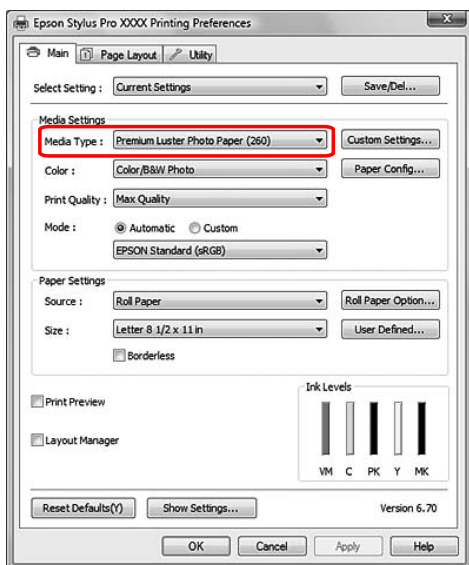 Epson Stylus Pro XXXX Printing Preferences
Main Page Layout Utility
Select Setting : Current Settings Save/Del...
Media Settings
Media Type : Premium Luster Photo Paper (260) Custom Settings...
Color : Color/B&W Photo Paper Config...
Print Quality : Max Quality
Mode : Automatic Custom
EPSON Standard (sRGB)
Paper Settings
Source : Roll Paper Roll Paper Option...
Size : Letter 8 1/2 x 11 in User Defined...
Borderless
Print Preview
Layout Manager
Ink Levels
VM C PK Y MK
Reset Defaults(Y) Show Settings... Version 6.70
OK Cancel Apply Help